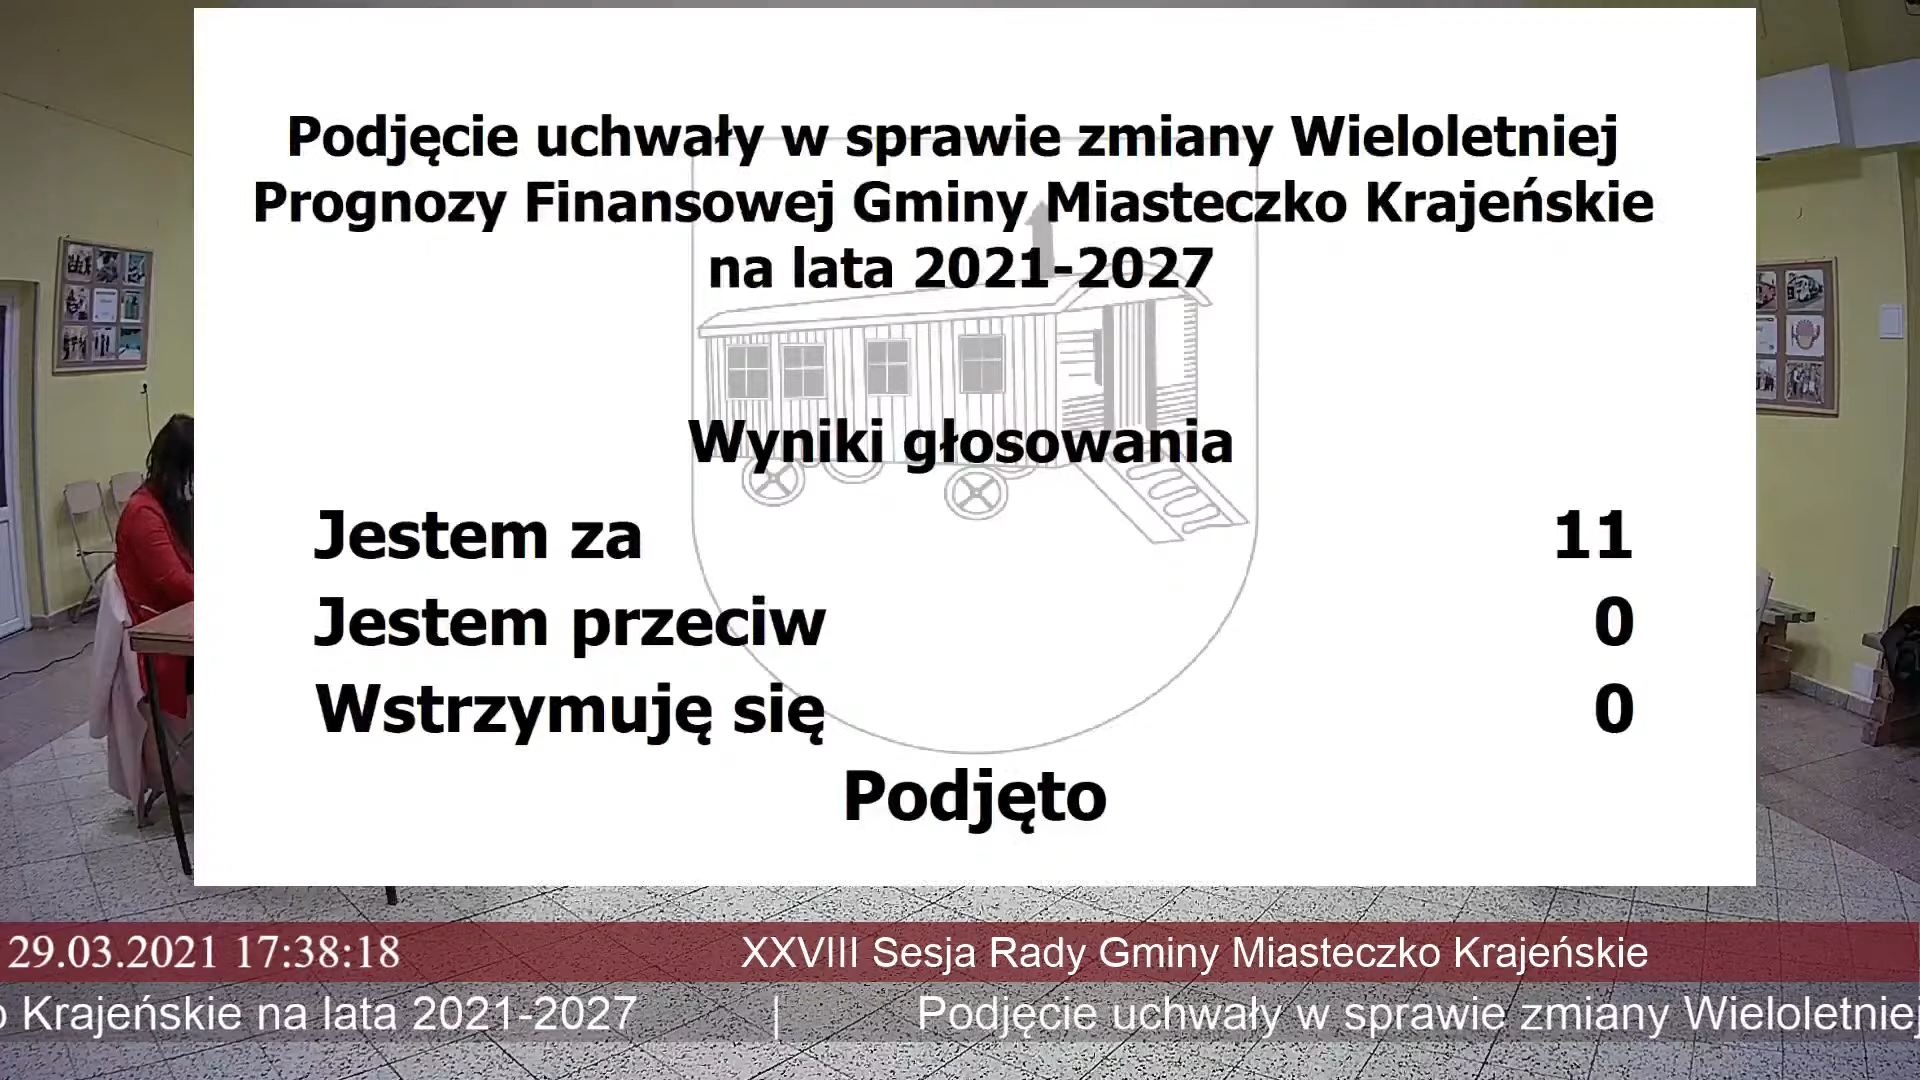 Podjęcie uchwały w sprawie zmiany Wieloletniej
Prognozy Finansowej Gminy Miasteczko Krajeńskie
na lata 2021-2027
Wyniki głosowania
Jestem za 11
Jestem przeciw 0
Wstrzymuję się 0
Podjęto
29.03.2021 17:38:18 XXVIII Sesja Rady Gminy Miasteczko Krajeńskie
o Krajeńskie na lata 2021-2027 | Podjęcie uchwały w sprawie zmiany Wieloletniej